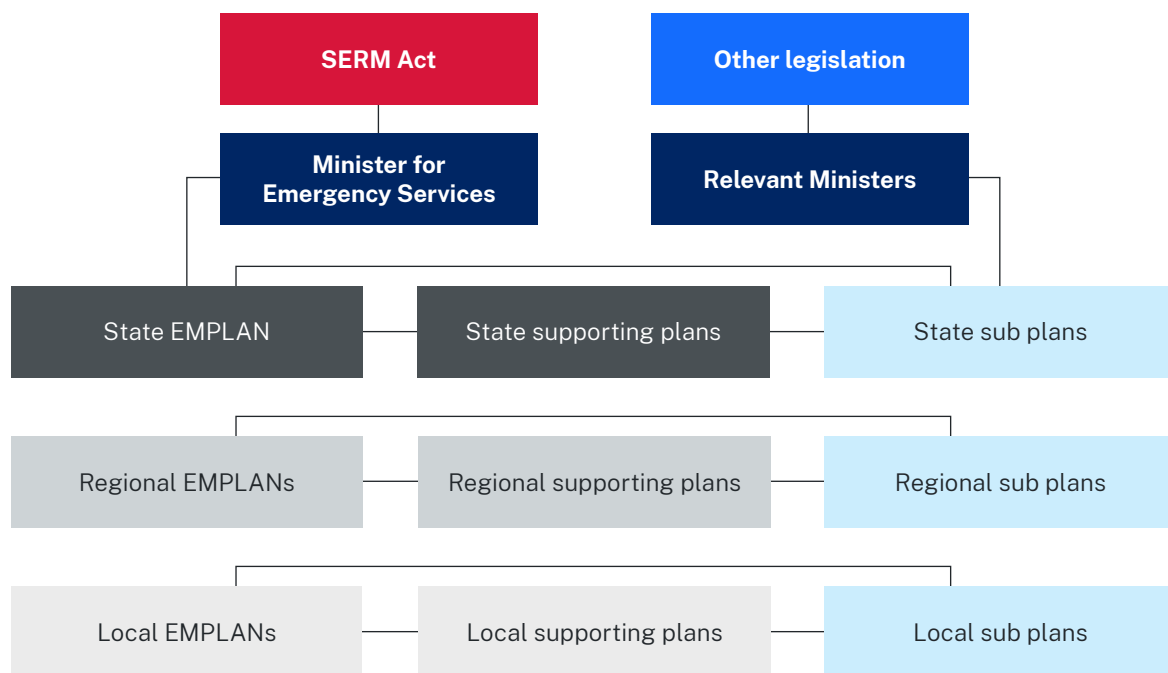 SERM Act
Other legislation
Minister for
Emergency Services
Relevant Ministers
State EMPLAN
State supporting plans
State sub plans
Regional EMPLANs
Regional supporting plans
Regional sub plans
Local EMPLANs
Local supporting plans
Local sub plans